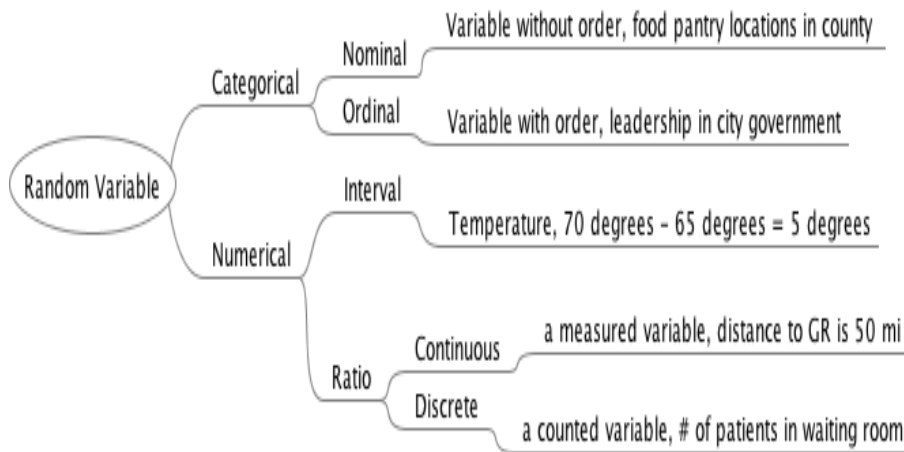 Random Variable
Categorical
Nominal
Variable without order, food pantry locations in county
Ordinal
Variable with order, leadership in city government
Numerical
Interval
Temperature, 70 degrees – 65 degrees = 5 degrees
Ratio
Continuous
a measured variable, distance to GR is 50 mi
Discrete
a counted variable, # of patients in waiting room